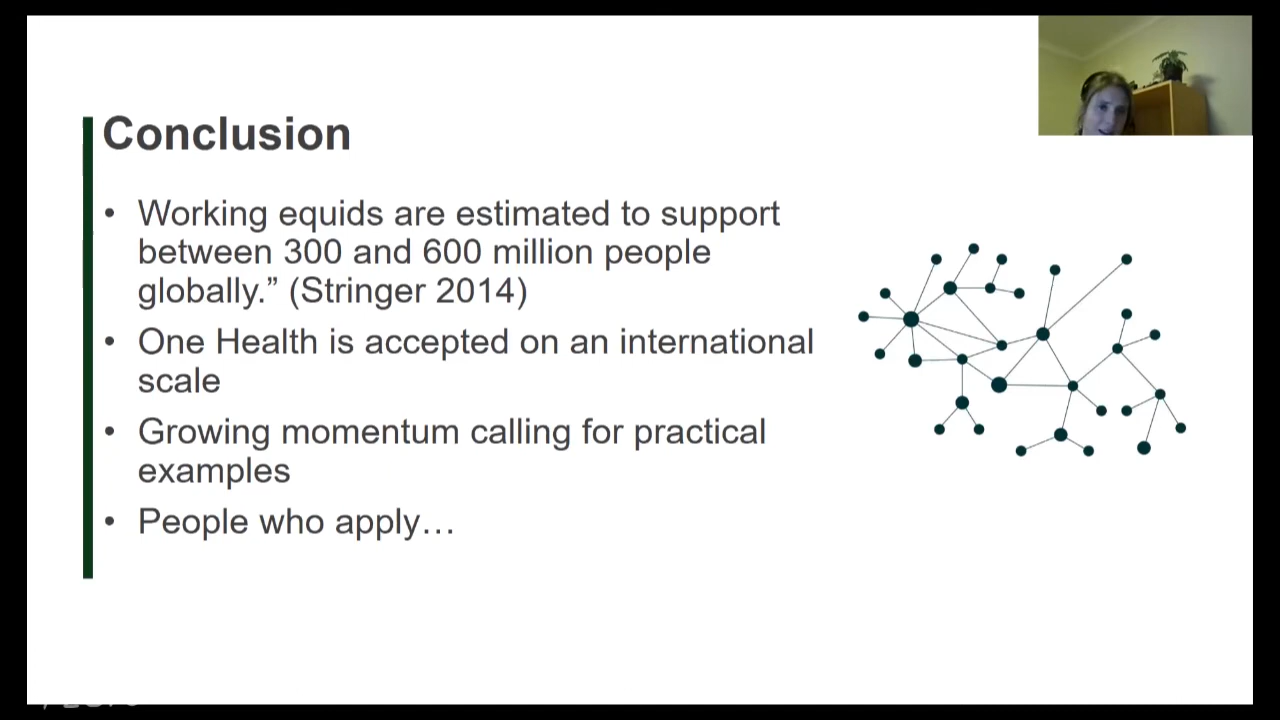 Conclusion
• Working equids are estimated to support
between 300 and 600 million people
globally.” (Stringer 2014)
• One Health is accepted on an international
scale
• Growing momentum calling for practical
examples
• People who apply…